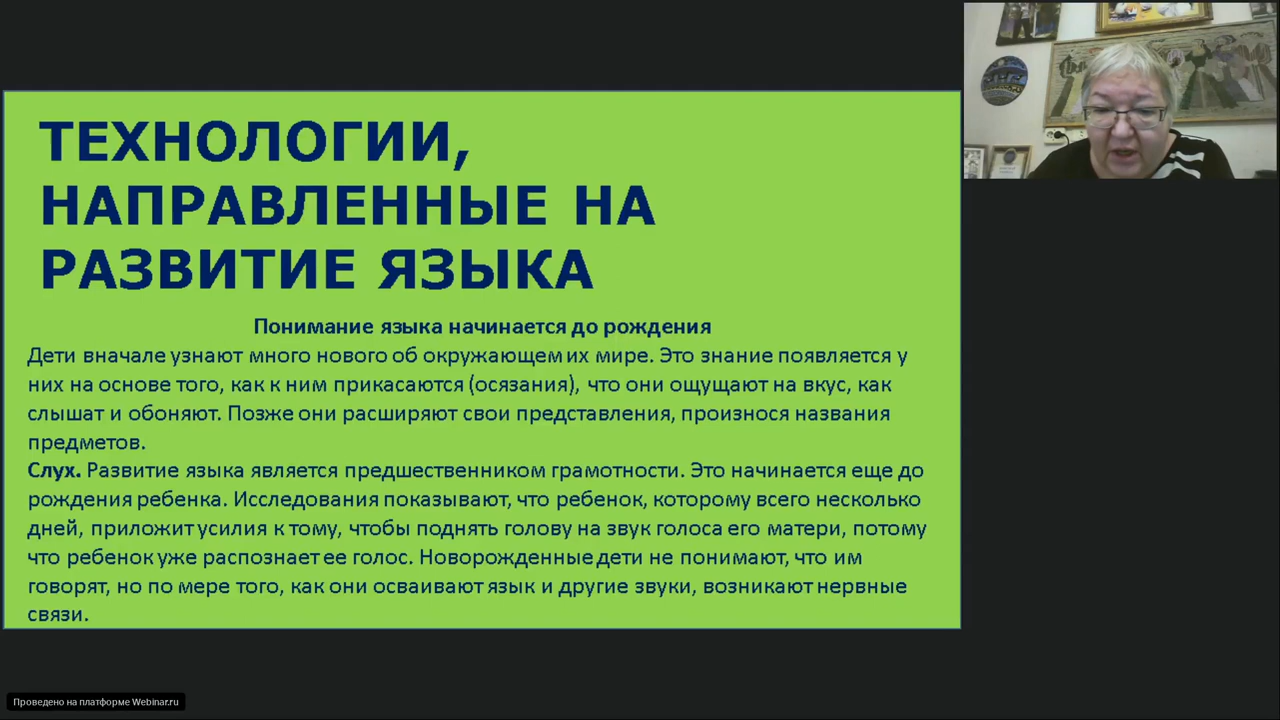 ТЕХНОЛОГИИ,
НАПРАВЛЕННЫЕ НА
РАЗВИТИЕ ЯЗЫКА
Понимание языка начинается до рождения
Дети вначале узнают много нового об окружающем их мире. Это знание появляется у
них на основе того, как к ним прикасаются (осязания), что они ощущают на вкус, как
слышат и обоняют. Позже они расширяют свои представления, произнося названия
предметов.
Слух. Развитие языка является предшественником грамотности. Это начинается еще до
рождения ребенка. Исследования показывают, что ребенок, которому всего несколько
дней, приложит усилия к тому, чтобы поднять голову на звук голоса его матери, потому
что ребенок уже распознает ее голос. Новорожденные дети не понимают, что им
говорят, но по мере того, как они осваивают язык и другие звуки, возникают нервные
связи.
Проведено на платформе Webinar.ru